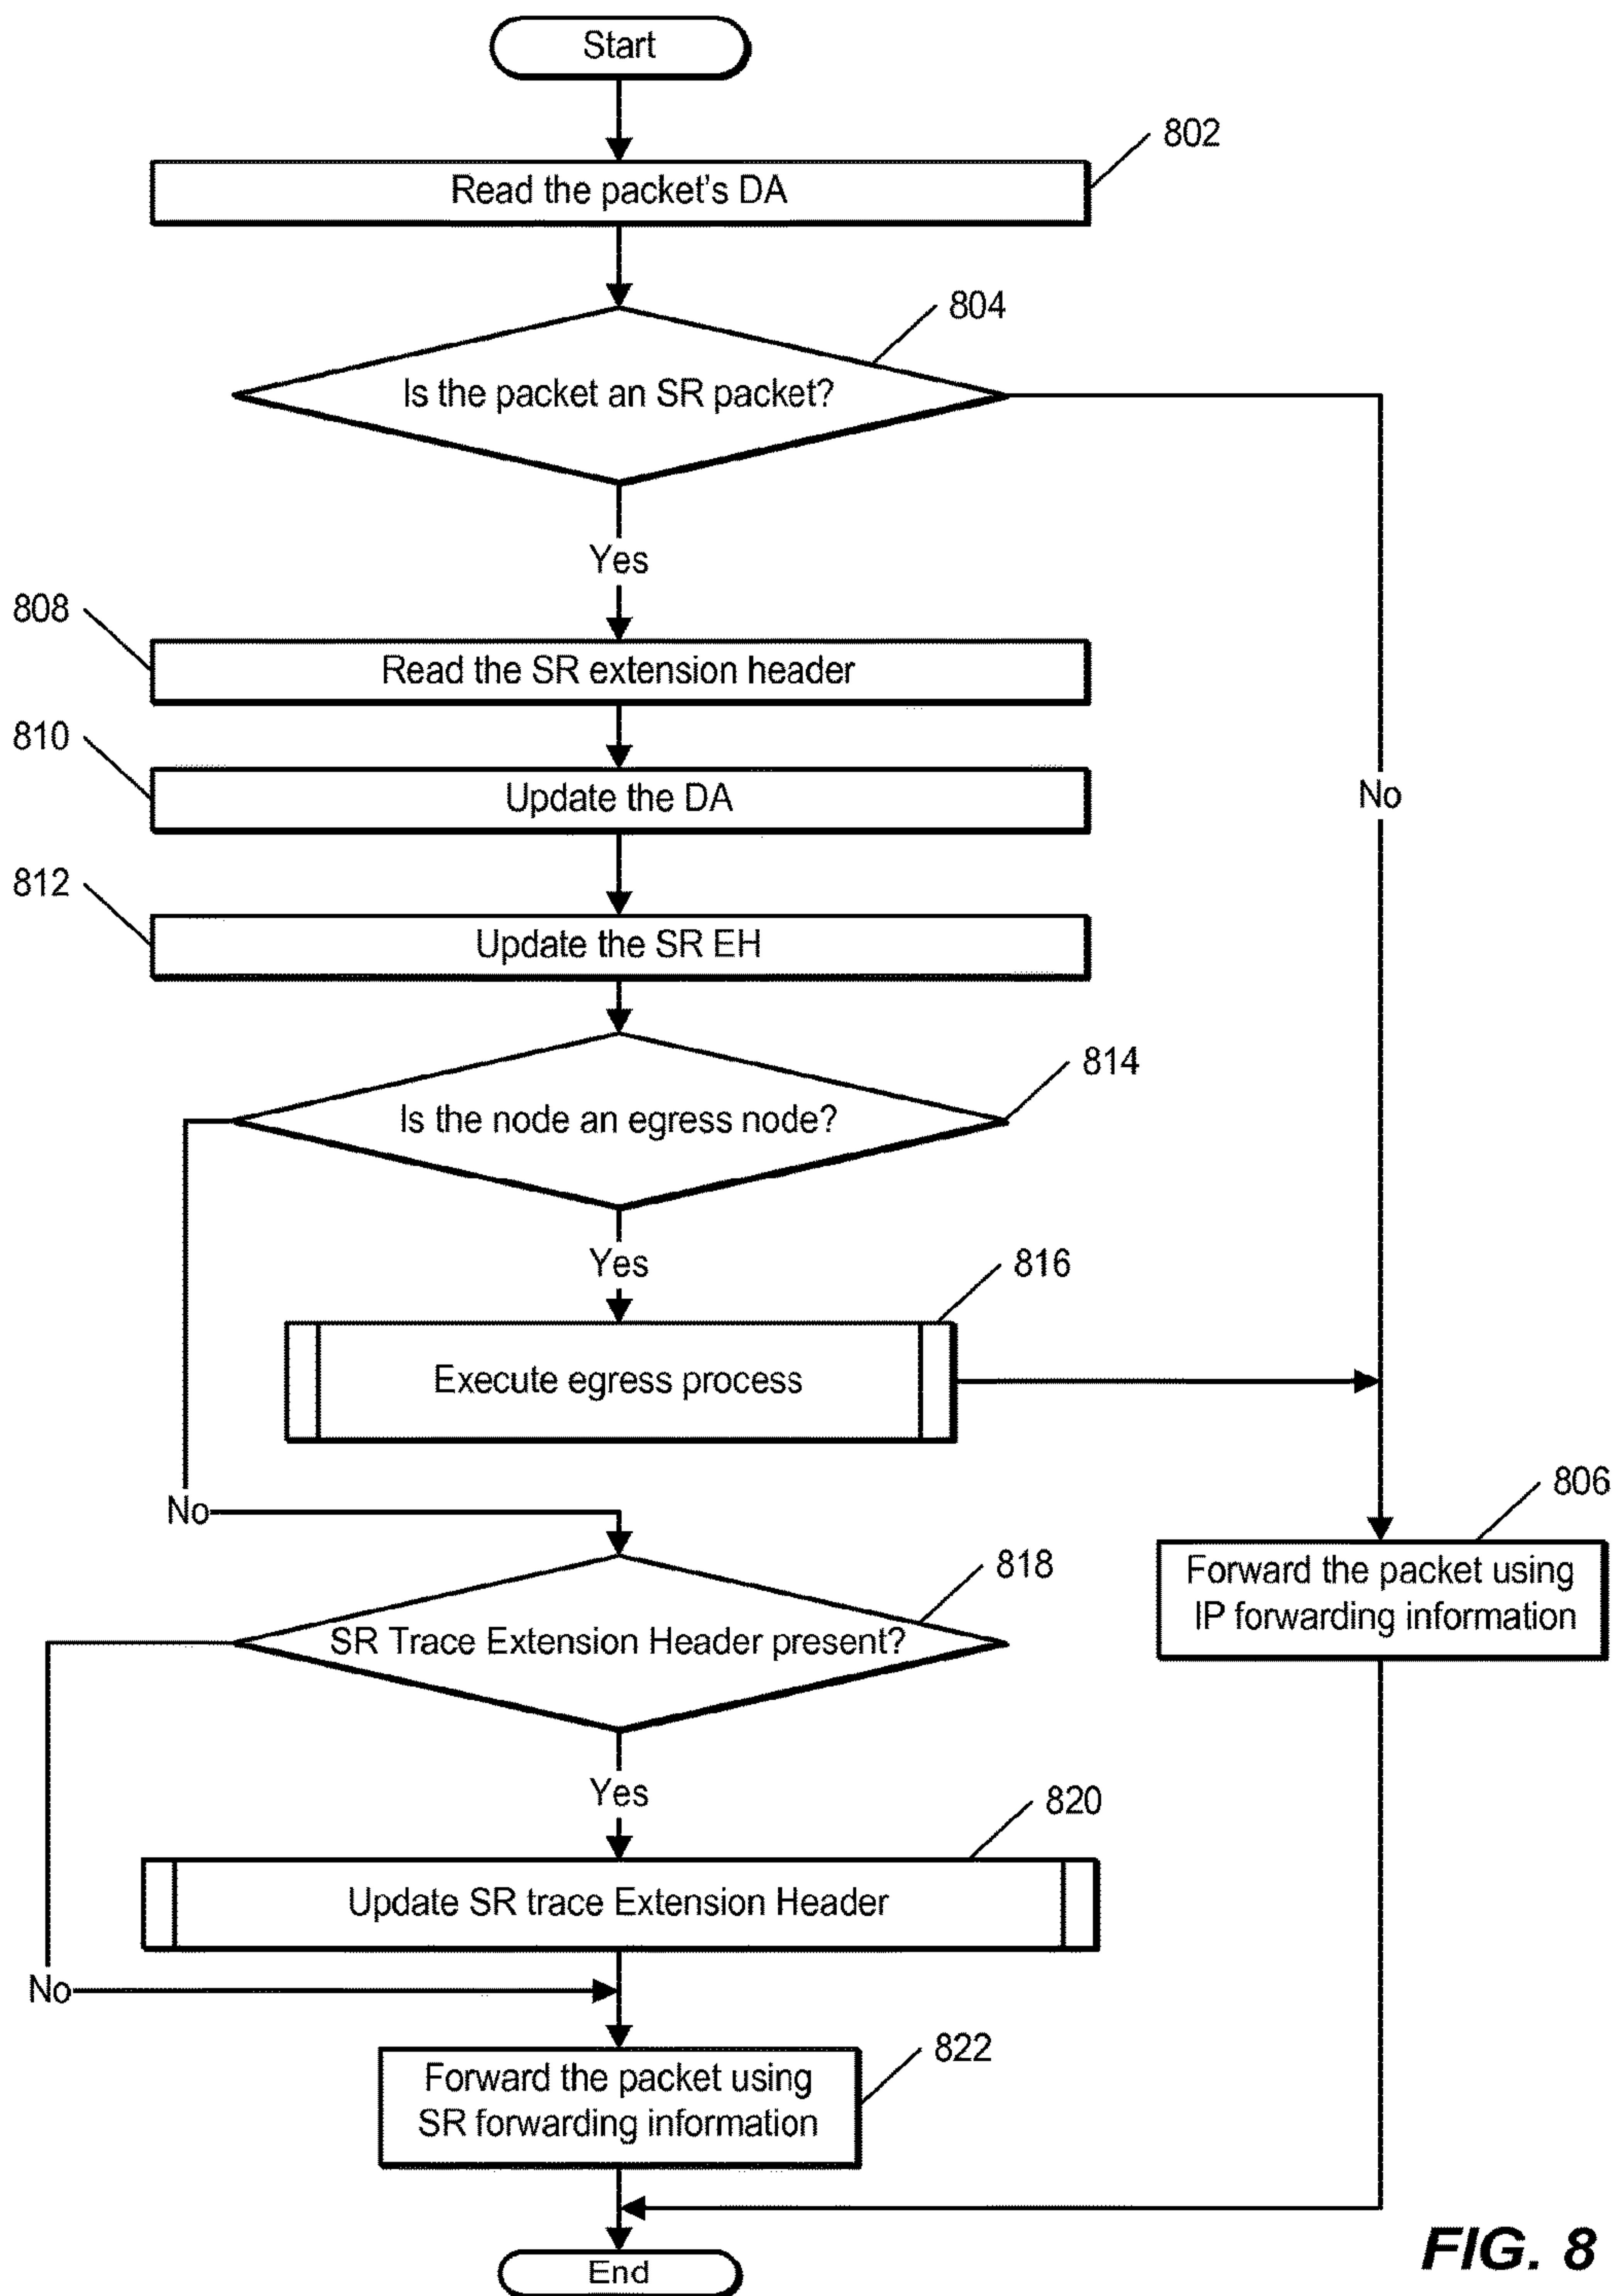 Start
802
Read the packet's DA
804
Is the packet an SR packet?
Yes
808
Read the SR extension header
810
Update the DA
No
812
Update the SR EH
814
Is the node an egress node?
Yes
816
Execute egress process
No
806
Forward the packet using
IP forwarding information
818
SR Trace Extension Header present?
Yes
820
Update SR trace Extension Header
No
822
Forward the packet using
SR forwarding information
End
FIG. 8